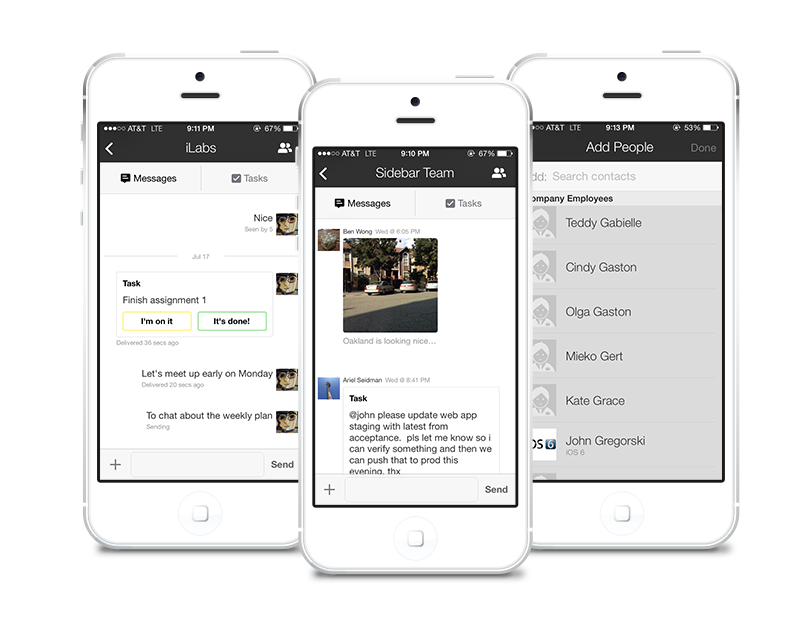 ●●●○○ AT&T LTE 9:11 PM 67%
iLabs
Messages Tasks
Nice
Seen by 5
Jul 17
Task
Finish assignment 1
I'm on it It's done!
Delivered 36 secs ago
Let's meet up early on Monday
Delivered 20 secs ago
To chat about the weekly plan
Sending
+ Send
●●●○○ AT&T LTE 9:10 PM 67%
Sidebar Team
Messages Tasks
Ben Wong Wed @ 6:05 PM
Oakland is looking nice...
Ariel Seidman Wed @ 8:41 PM
Task
@john please update web app
staging with latest from
acceptance. pls let me know so i
can verify something and then we
can push that to prod this
evening. thx
+ Send
○○ AT&T LTE 9:13 PM 53%
Add People Done
dd: Search contacts
ompany Employees
Teddy Gabielle
Cindy Gaston
Olga Gaston
Mieko Gert
Kate Grace
OS 6 John Gregorski
iOS 6